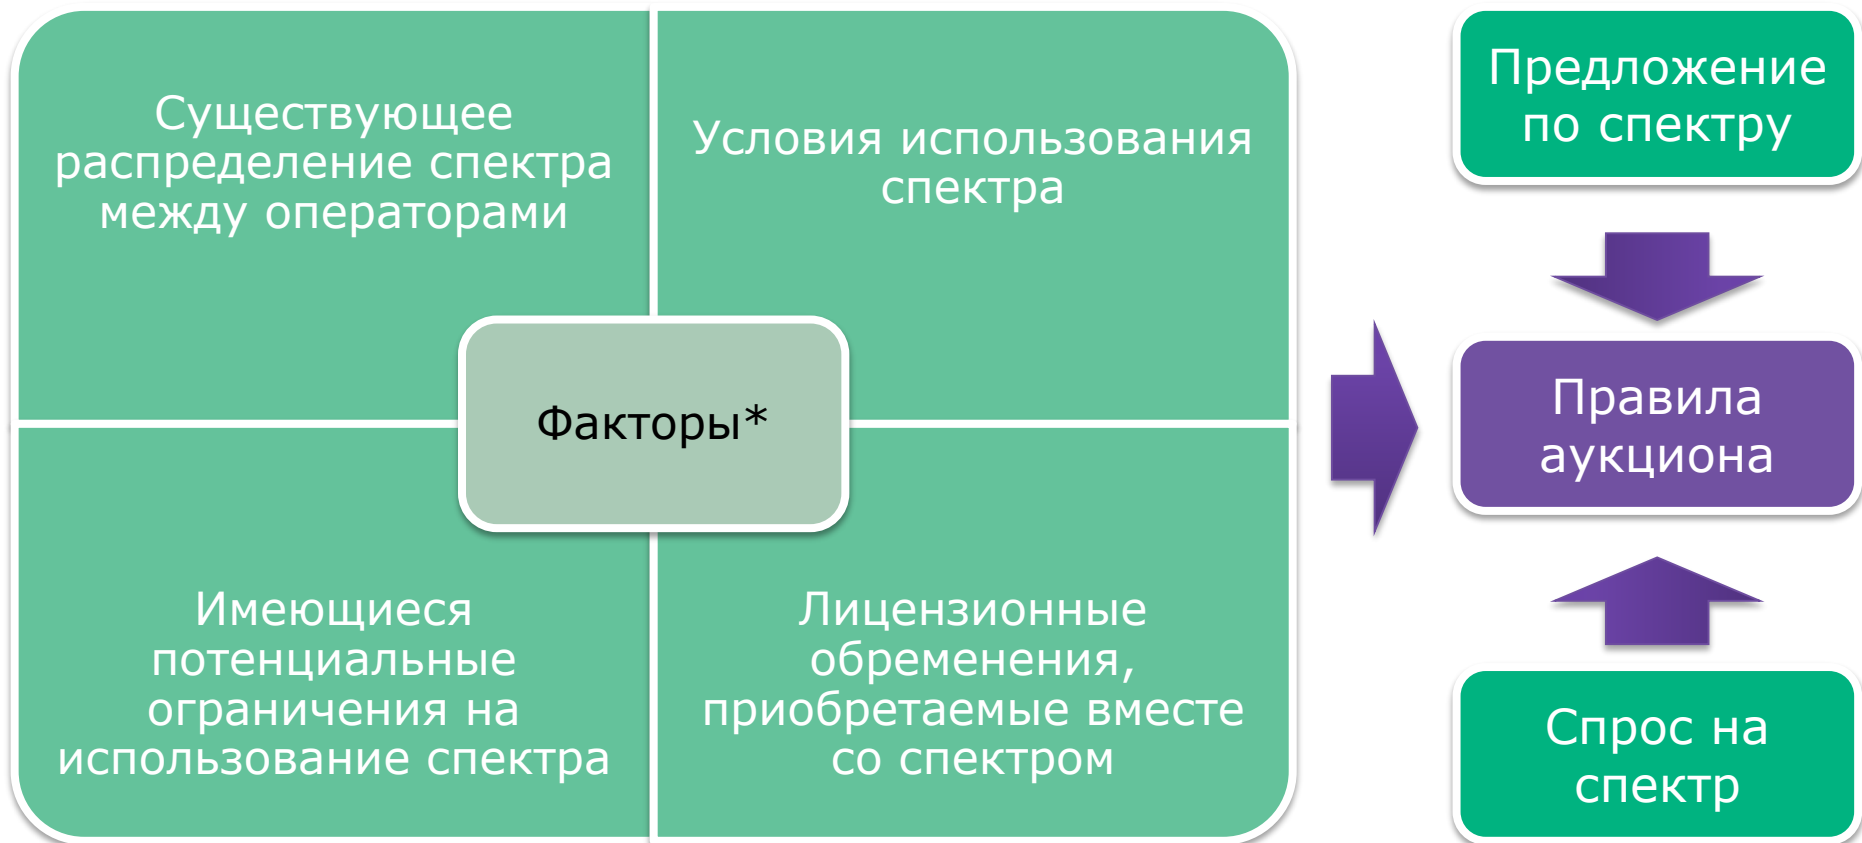 Существующее
распределение спектра
между операторами
Условия использования
спектра
Факторы*
Имеющиеся
потенциальные
ограничения на
использование спектра
Лицензионные
обременения,
приобретаемые вместе
со спектром
Предложение
по спектру
Правила
аукциона
Спрос на
спектр